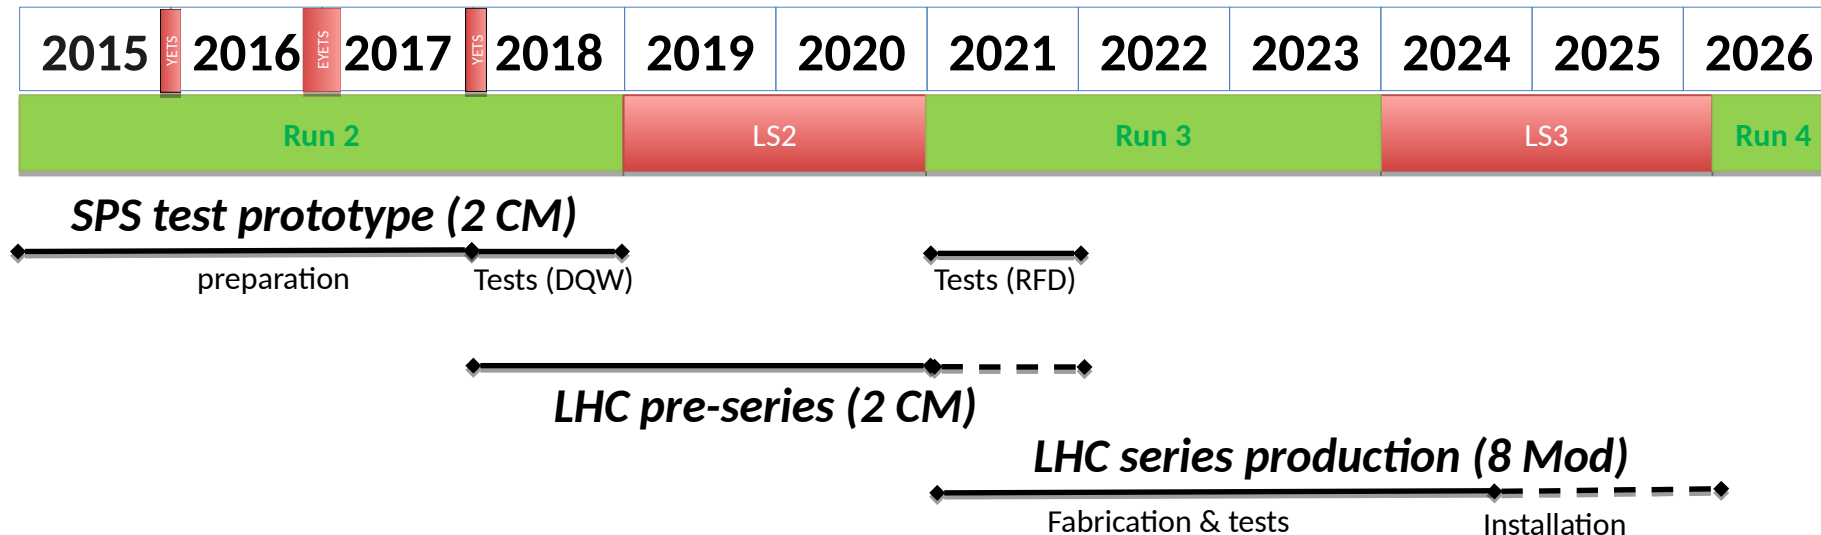 2015 YETS 2016 EYETS 2017 YETS 2018 2019 2020 2021 2022 2023 2024 2025 2026
Run 2 LS2 Run 3 LS3 Run 4
SPS test prototype (2 CM)
preparation Tests (DQW) Tests (RFD)
LHC pre-series (2 CM)
LHC series production (8 Mod)
Fabrication & tests Installation